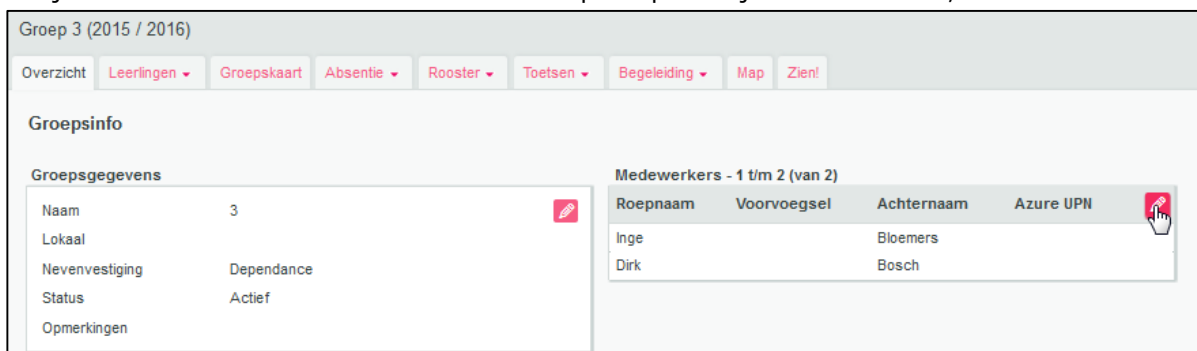 Groep 3 (2015 / 2016)
Overzicht Leerlingen Groepskaart Absentie Rooster Toetsen Begeleiding Map Zien!
Groepsinfo
Groepsgegevens
Naam 3
Lokaal
Nevenvestiging Dependance
Status Actief
Opmerkingen
Medewerkers - 1 t/m 2 (van 2)
Roepnaam Voorvoegsel Achternaam Azure UPN
Inge Bloemers
Dirk Bosch